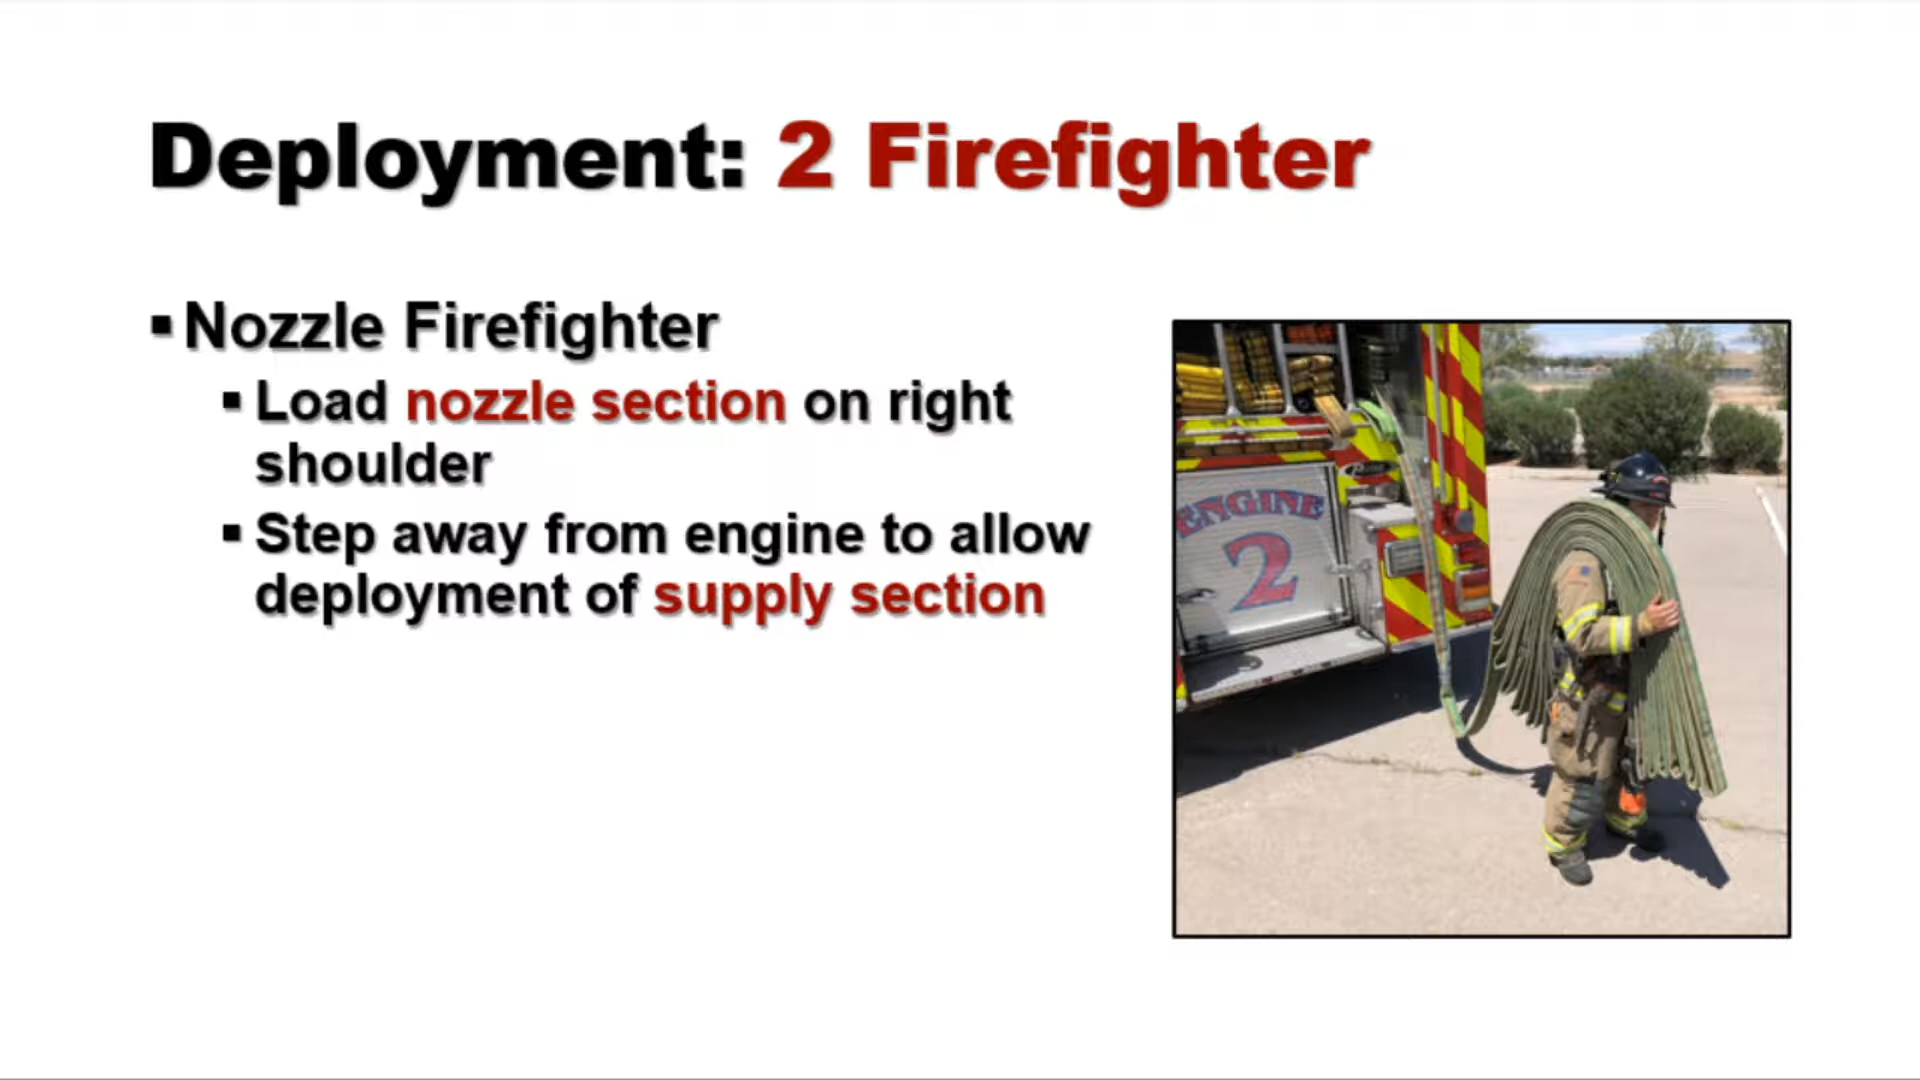 Deployment: 2 Firefighter
▪ Nozzle Firefighter
▪ Load nozzle section on right
shoulder
▪ Step away from engine to allow
deployment of supply section
ENGINE
2